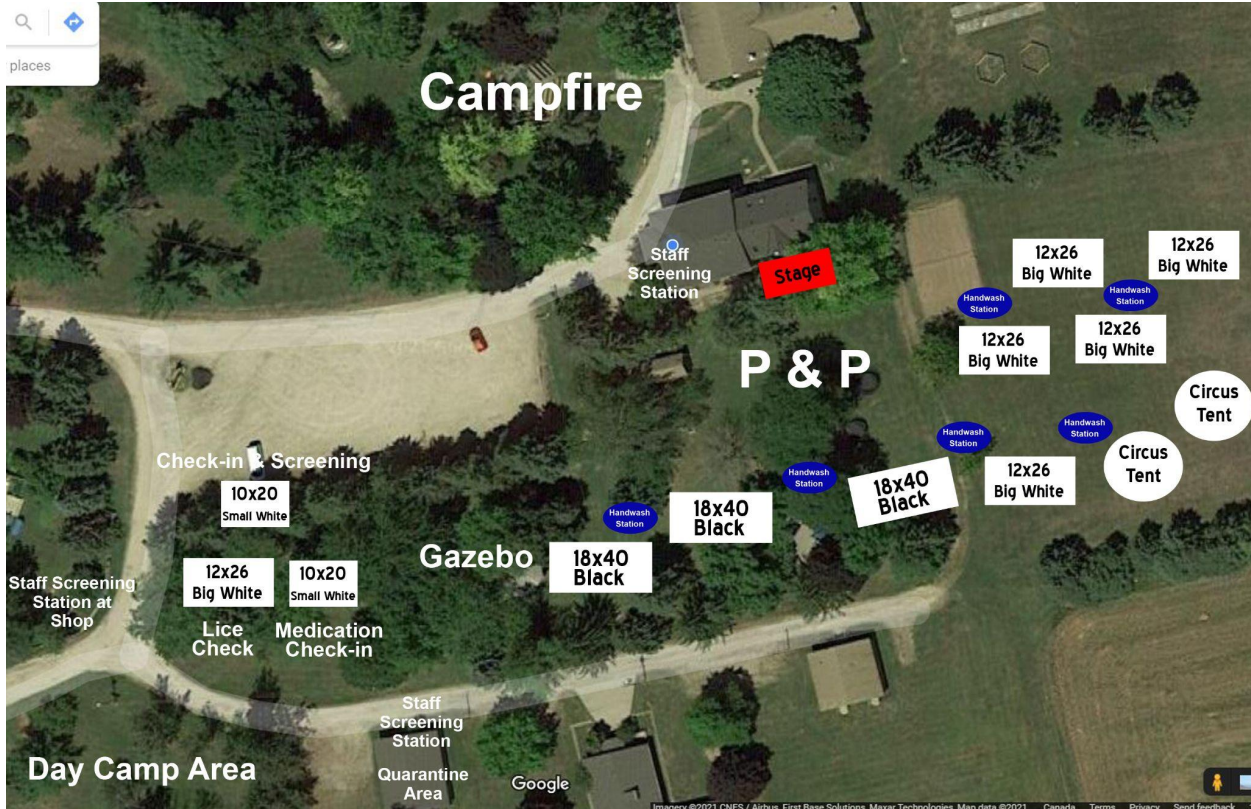 places
Campfire
Staff
Screening
Station
Stage
12x26
Big White
12x26
Big White
Handwash
Station
Handwash
Station
12x26
Big White
12x26
Big White
P & P
Circus
Tent
Circus
Tent
Handwash
Station
Handwash
Station
Handwash
Station
Handwash
Station
12x26
Big White
18x40
Black
18x40
Black
18x40
Black
Gazebo
Check-in & Screening
10x20
Small White
12x26
Big White
10x20
Small White
Lice
Check
Medication
Check-in
Staff Screening
Station at
Shop
Staff
Screening
Station
Quarantine
Area
Day Camp Area
Google
Imagery ©2021 CNES / Airbus, First Base Solutions, Maxar Technologies, Map data ©2021 Canada Terms Privacy Send feedback